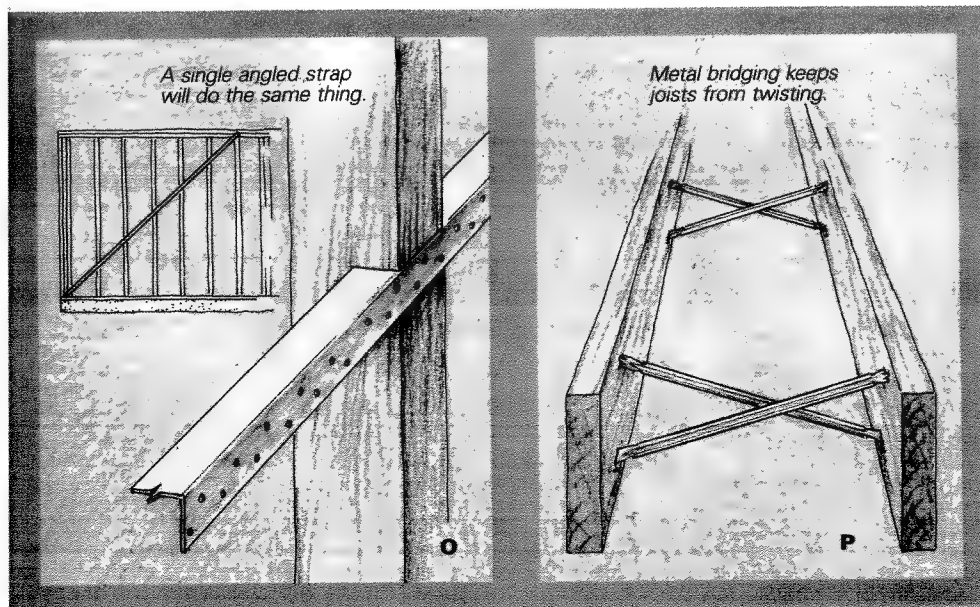 A single angled strap
will do the same thing.
O
Metal bridging keeps
joists from twisting.
P